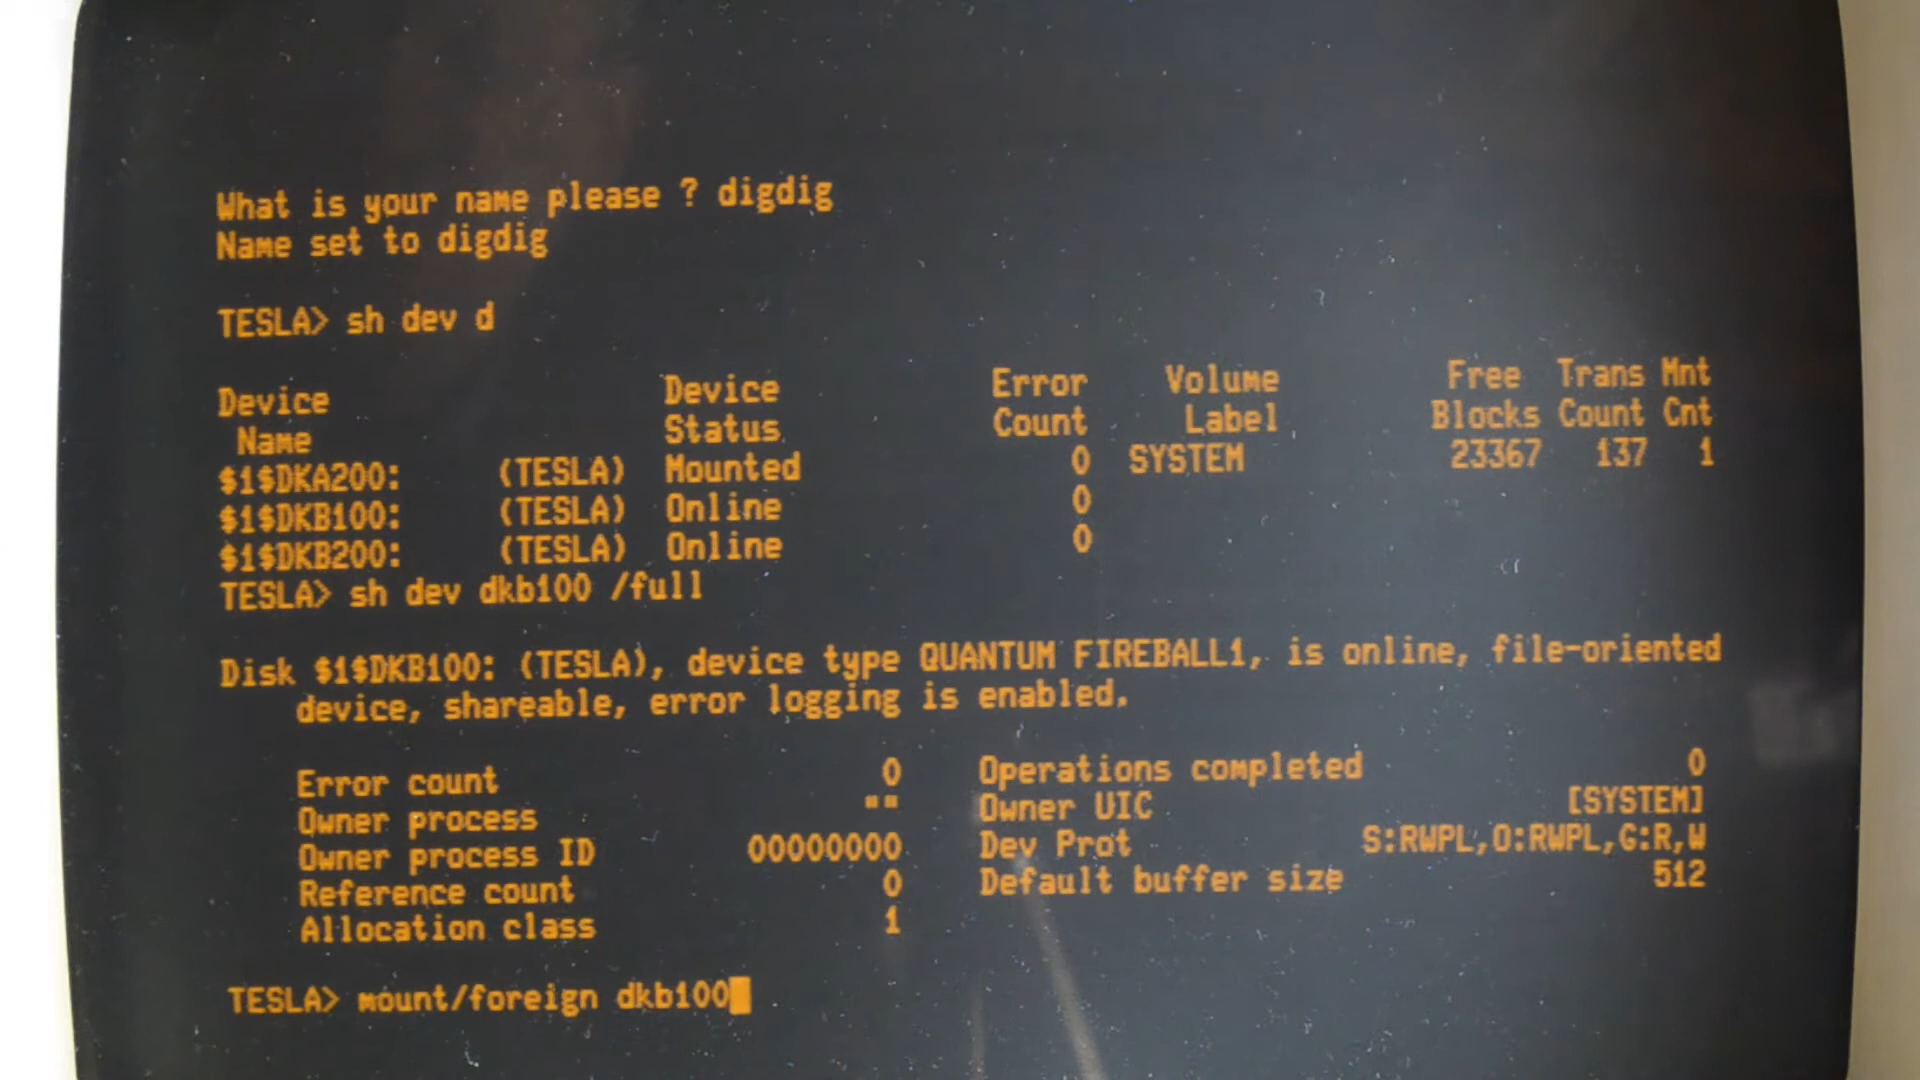 What is your name please ? digdig
Name set to digdig
TESLA> sh dev d
Device Device Error Volume Free Trans Mnt
Name Status Count Label Blocks Count Cnt
$1$DKA200: (TESLA) Mounted 0 SYSTEM 23367 137 1
$1$DKB100: (TESLA) Online 0
$1$DKB200: (TESLA) Online 0
TESLA> sh dev dkb100 /full
Disk $1$DKB100: (TESLA), device type QUANTUM FIREBALL1, is online, file-oriented
device, shareable, error logging is enabled.
Error count 0 Operations completed 0
Owner process "" Owner UIC [SYSTEM]
Owner process ID 00000000 Dev Prot S:RWPL,O:RWPL,G:R,W
Reference count 0 Default buffer size 512
Allocation class 1
TESLA> mount/foreign dkb100